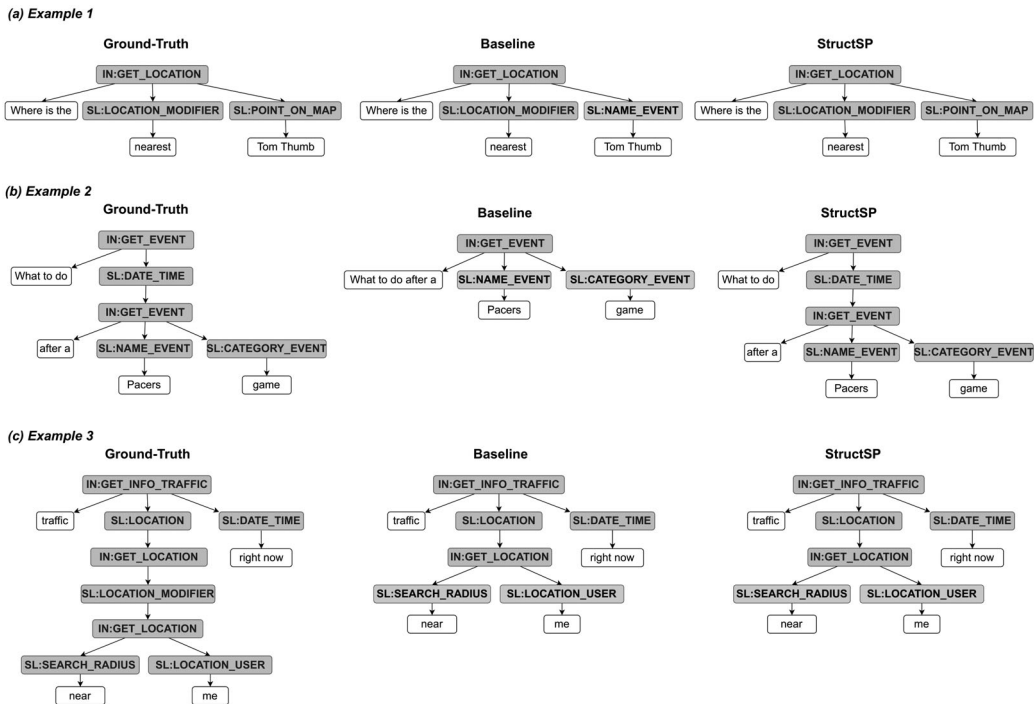 (a) Example 1
Ground-Truth Baseline StructSP
IN:GET_LOCATION IN:GET_LOCATION IN:GET_LOCATION
Where is the SL:LOCATION_MODIFIER SL:POINT_ON_MAP Where is the SL:LOCATION_MODIFIER SL:NAME_EVENT Where is the SL:LOCATION_MODIFIER SL:POINT_ON_MAP
nearest Tom Thumb nearest Tom Thumb nearest Tom Thumb
(b) Example 2
Ground-Truth Baseline StructSP
IN:GET_EVENT IN:GET_EVENT IN:GET_EVENT
What to do SL:DATE_TIME What to do after a SL:NAME_EVENT SL:CATEGORY_EVENT What to do SL:DATE_TIME
IN:GET_EVENT Pacers game IN:GET_EVENT
after a SL:NAME_EVENT SL:CATEGORY_EVENT after a SL:NAME_EVENT SL:CATEGORY_EVENT
Pacers game Pacers game
(c) Example 3
Ground-Truth Baseline StructSP
IN:GET_INFO_TRAFFIC IN:GET_INFO_TRAFFIC IN:GET_INFO_TRAFFIC
traffic SL:LOCATION SL:DATE_TIME traffic SL:LOCATION SL:DATE_TIME traffic SL:LOCATION SL:DATE_TIME
IN:GET_LOCATION right now IN:GET_LOCATION right now IN:GET_LOCATION right now
SL:LOCATION_MODIFIER SL:SEARCH_RADIUS SL:LOCATION_USER SL:SEARCH_RADIUS SL:LOCATION_USER
IN:GET_LOCATION near me near me
SL:SEARCH_RADIUS SL:LOCATION_USER
near me